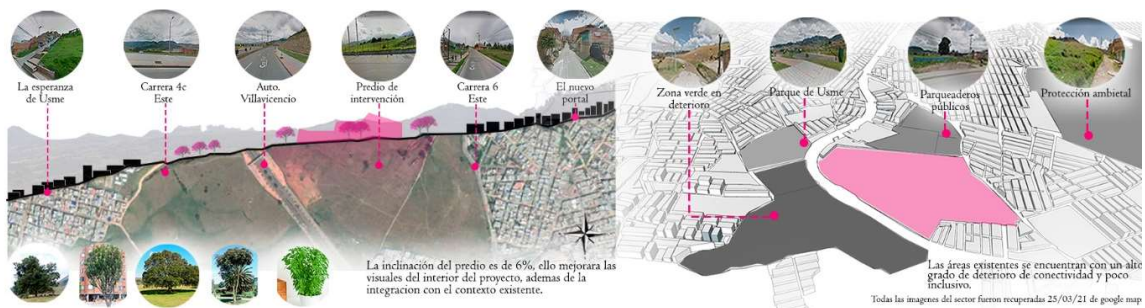 La esperanza
de Usme
Carrera 4c
Este
Auto.
Villavicencio
Predio de
intervención
Carrera 6
Este
El nuevo
portal
Zona verde en
deterioro
Parque de Usme
Parqueaderos
públicos
Protección ambietal
La inclinación del predio es de 6%, ello mejorara las
visuales del interior del proyecto, ademas de la
integracion con el contexto existente.
Las áreas existentes se encuentran con un alto
grado de deterioro de conectividad y poco
inclusivo.
Todas las imagenes del sector fuerron recuperadas 25/03/21 de google maps